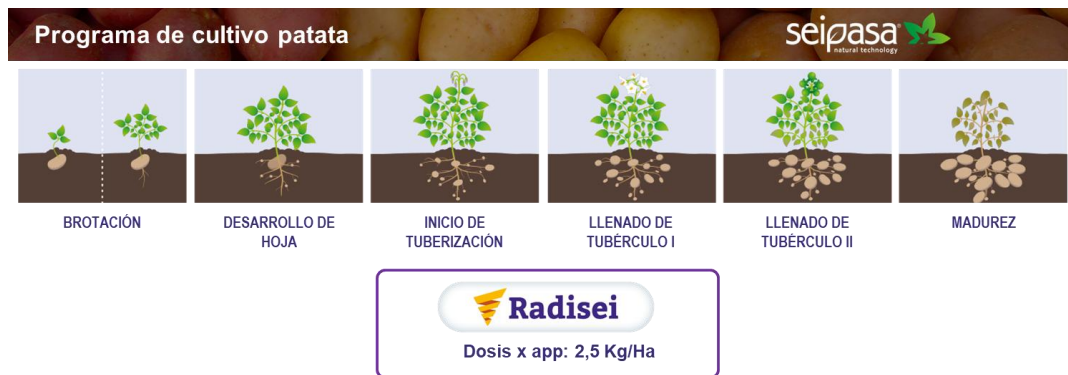 Programa de cultivo patata
seipasa
natural technology
BROTACIÓN
DESARROLLO DE
HOJA
INICIO DE
TUBERIZACIÓN
LLENADO DE
TUBÉRCULO I
LLENADO DE
TUBÉRCULO II
MADUREZ
Radisei
Dosis x app: 2,5 Kg/Ha